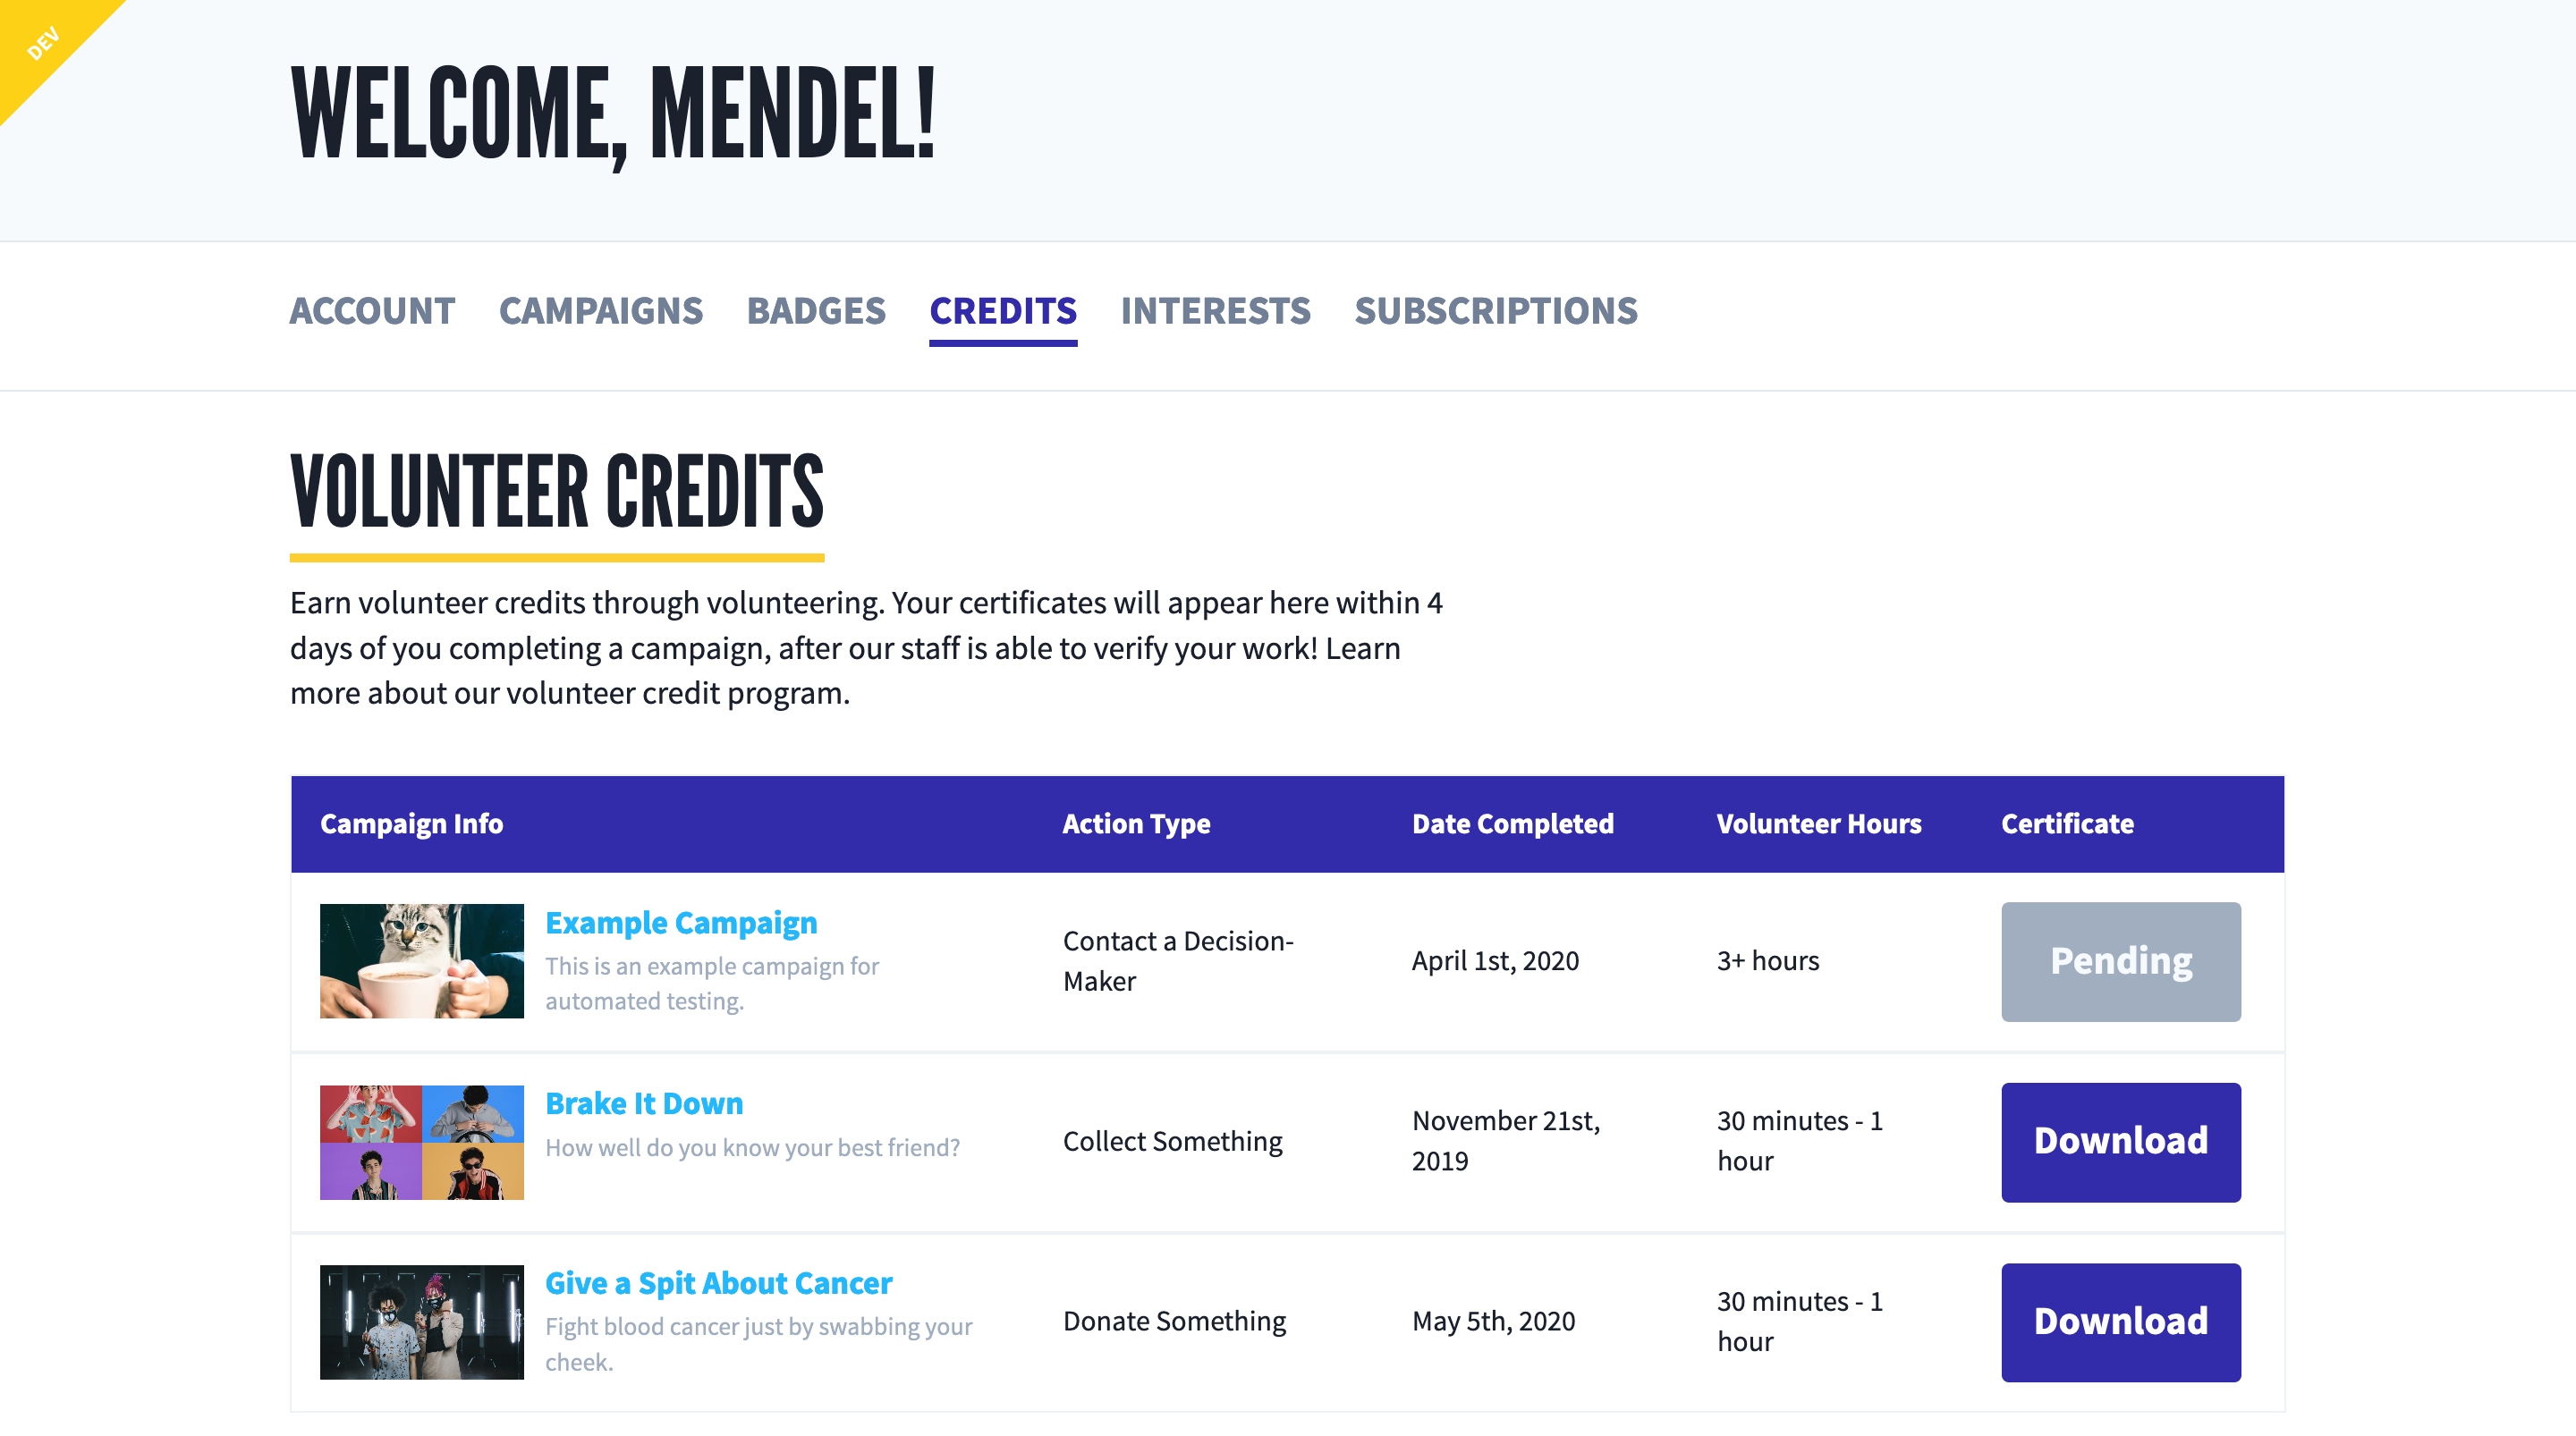 DEV
WELCOME, MENDEL!
ACCOUNT CAMPAIGNS BADGES CREDITS INTERESTS SUBSCRIPTIONS
VOLUNTEER CREDITS
Earn volunteer credits through volunteering. Your certificates will appear here within 4
days of you completing a campaign, after our staff is able to verify your work! Learn
more about our volunteer credit program.
Campaign Info Action Type Date Completed Volunteer Hours Certificate
Example Campaign
This is an example campaign for
automated testing.
Contact a Decision-
Maker
April 1st, 2020
3+ hours
Pending
Brake It Down
How well do you know your best friend?
Collect Something
November 21st,
2019
30 minutes - 1
hour
Download
Give a Spit About Cancer
Fight blood cancer just by swabbing your
cheek.
Donate Something
May 5th, 2020
30 minutes - 1
hour
Download